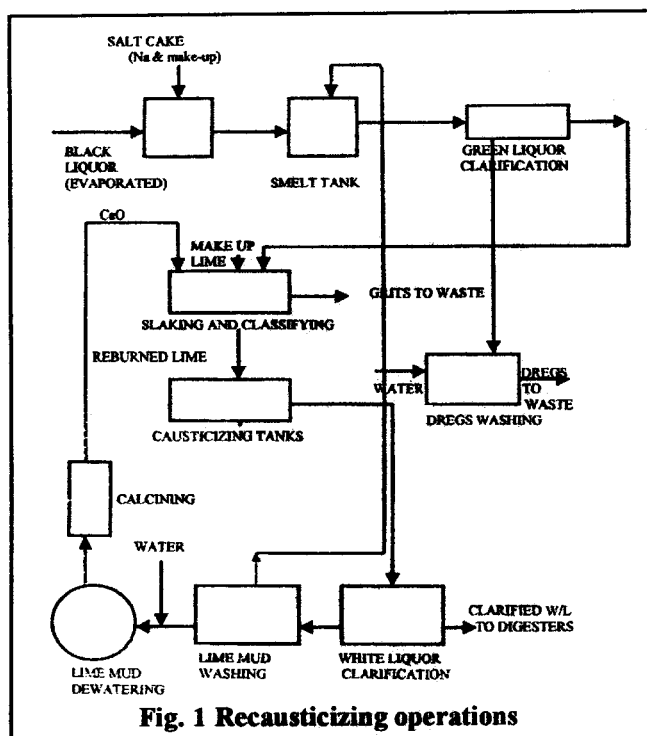 SALT CAKE
(Na & make-up)
BLACK
LIQUOR
(EVAPORATED)
SMELT TANK
GREEN LIQUOR
CLARIFICATION
CaO
MAKE UP
LIME
GRITS TO WASTE
SLAKING AND CLASSIFYING
REBURNED LIME
WATER
DREGS
TO
WASTE
DREGS WASHING
CAUSTICIZING TANKS
CALCINING
WATER
CLARIFIED W/L
TO DIGESTERS
LIME MUD
DEWATERING
LIME MUD
WASHING
WHITE LIQUOR
CLARIFICATION
Fig. 1 Recausticizing operations